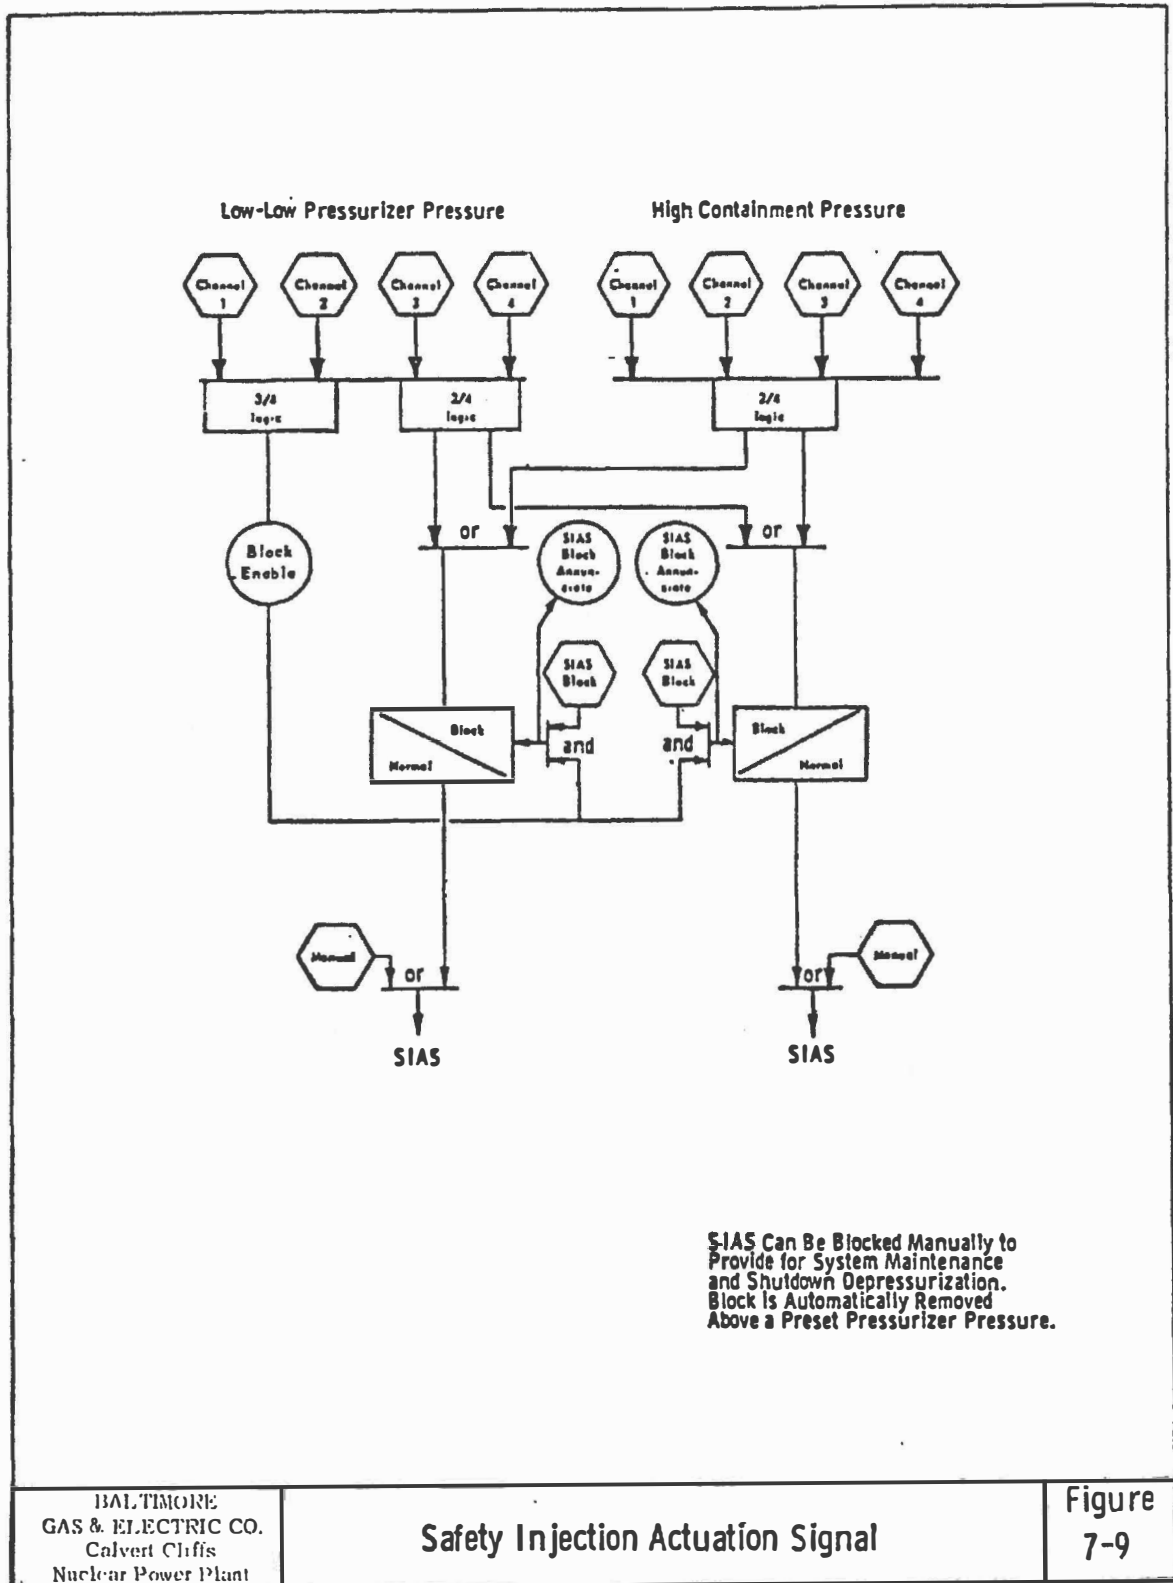 Low-Low Pressurizer Pressure
High Containment Pressure
Channel
1
Channel
2
Channel
3
Channel
4
Channel
1
Channel
2
Channel
3
Channel
4
3/4
logic
2/4
logic
2/4
logic
or
or
Block
Enable
SIAS
Block
Annun-
ciate
SIAS
Block
Annun-
ciate
SIAS
Block
SIAS
Block
Block
Normal
and
and
Block
Normal
Manual
or
or
Manual
SIAS
SIAS
SIAS Can Be Blocked Manually to
Provide for System Maintenance
and Shutdown Depressurization.
Block is Automatically Removed
Above a Preset Pressurizer Pressure.
BALTIMORE
GAS & ELECTRIC CO.
Calvert Cliffs
Nuclear Power Plant
Safety Injection Actuation Signal
Figure
7-9